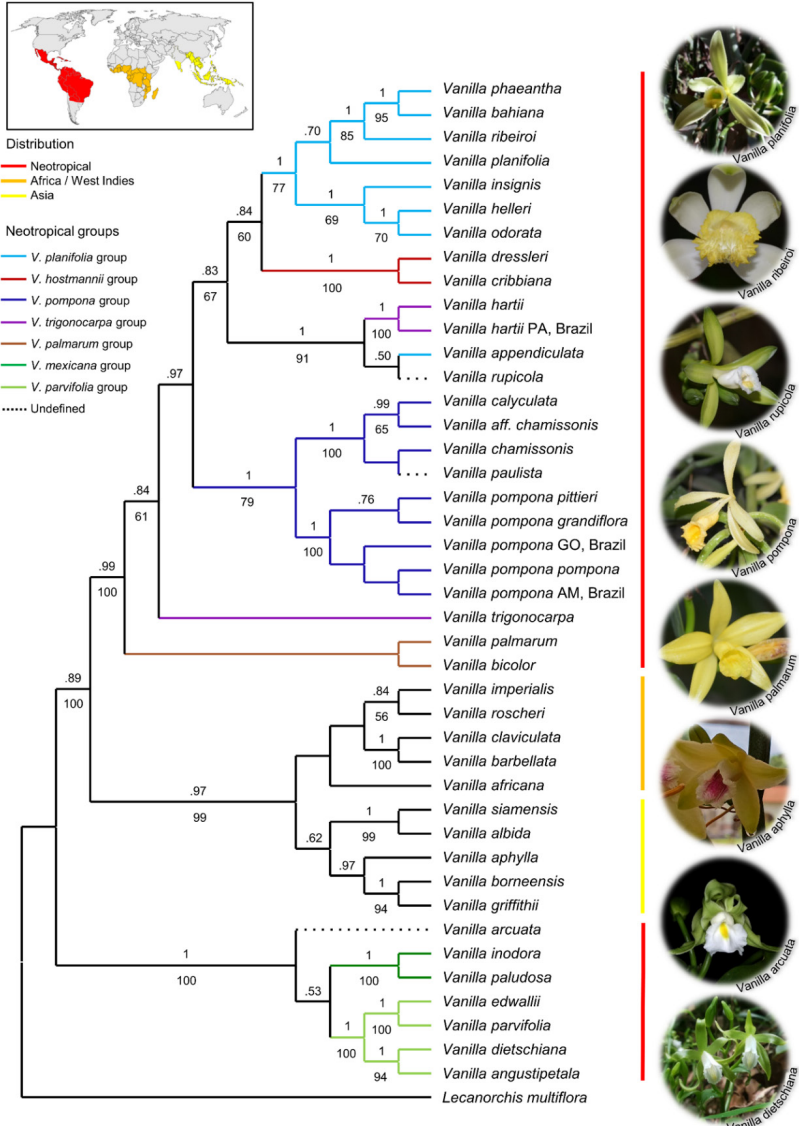 Distribution
Neotropical
Africa / West Indies
Asia
Neotropical groups
V. planifolia group
V. hostmannii group
V. pompona group
V. trigonocarpa group
V. palmarum group
V. mexicana group
V. parvifolia group
Undefined
1
Vanilla phaeantha
95
Vanilla bahiana
1
85
Vanilla ribeiroi
.70
Vanilla planifolia
1
77
Vanilla insignis
1
69
1
Vanilla helleri
70
Vanilla odorata
.84
60
Vanilla dressleri
1
100
Vanilla cribbiana
.83
67
1
Vanilla hartii
100
Vanilla hartii PA, Brazil
1
91
.50
Vanilla appendiculata
Vanilla rupicola
.97
.99
Vanilla calyculata
65
Vanilla aff. chamissonis
1
100
Vanilla chamissonis
Vanilla paulista
1
79
.76
Vanilla pompona pittieri
Vanilla pompona grandiflora
1
100
Vanilla pompona GO, Brazil
Vanilla pompona pompona
Vanilla pompona AM, Brazil
.84
61
Vanilla trigonocarpa
.99
100
Vanilla palmarum
Vanilla bicolor
.89
100
.84
Vanilla imperialis
56
Vanilla roscheri
1
Vanilla claviculata
100
Vanilla barbellata
Vanilla africana
.97
99
1
Vanilla siamensis
99
Vanilla albida
.62
Vanilla aphylla
.97
1
Vanilla borneensis
94
Vanilla griffithii
Vanilla arcuata
1
100
1
Vanilla inodora
100
Vanilla paludosa
.53
1
Vanilla edwallii
100
Vanilla parvifolia
1
100
1
Vanilla dietschiana
94
Vanilla angustipetala
Lecanorchis multiflora
Vanilla planifolia
Vanilla ribeiroi
Vanilla rupicola
Vanilla pompona
Vanilla palmarum
Vanilla aphylla
Vanilla arcuata
Vanilla dietschiana